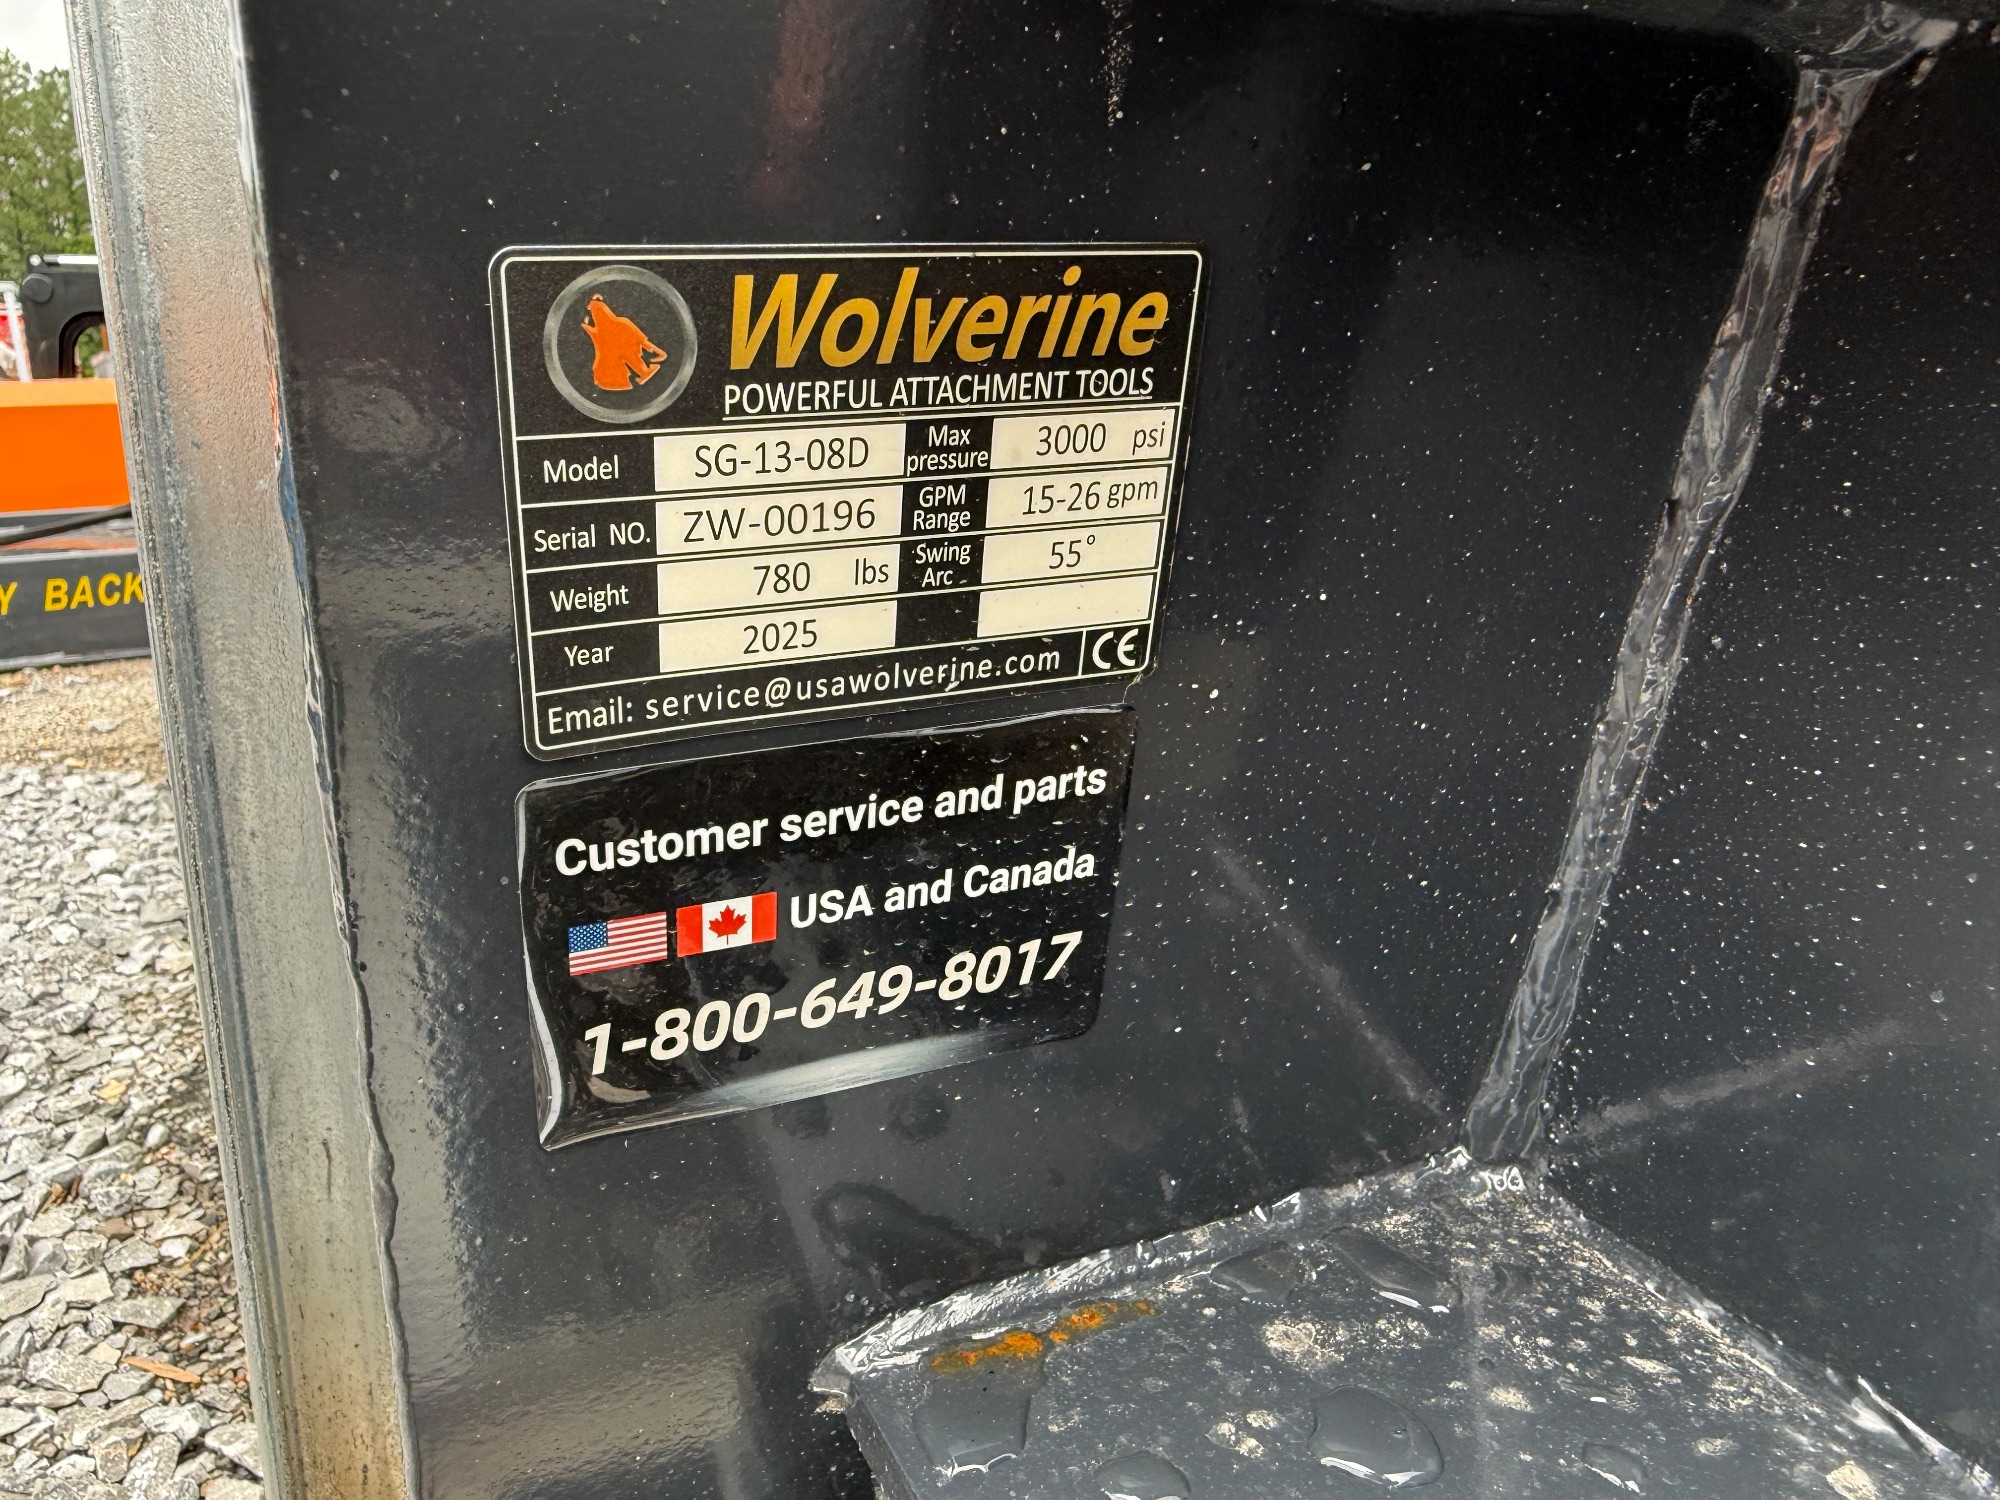 Wolverine
POWERFUL ATTACHMENT TOOLS
Model SG-13-08D Max pressure 3000 psi
Serial NO. ZW-00196 GPM Range 15-26 gpm
Weight 780 lbs Swing Arc 55°
Year 2025
Email: service@usawolverine.com CE
Customer service and parts
USA and Canada
1-800-649-8017
Y BACK